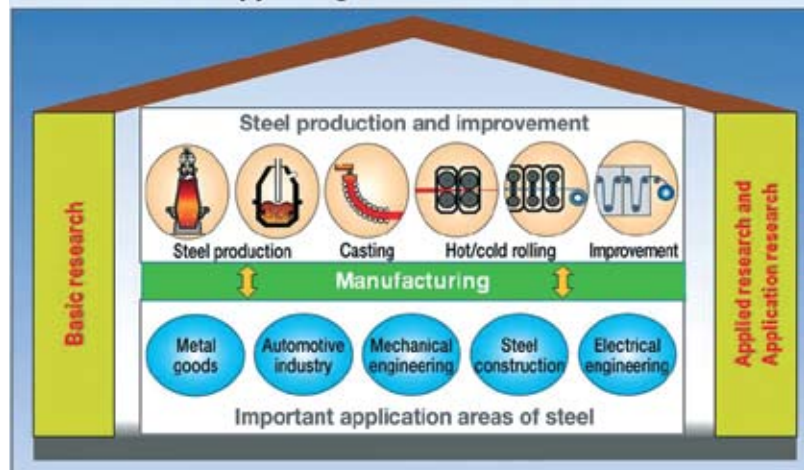 Steel production and improvement
Steel production
Casting
Hot/cold rolling
Improvement
Manufacturing
Basic research
Applied research and
Application research
Metal
goods
Automotive
industry
Mechanical
engineering
Steel
construction
Electrical
engineering
Important application areas of steel